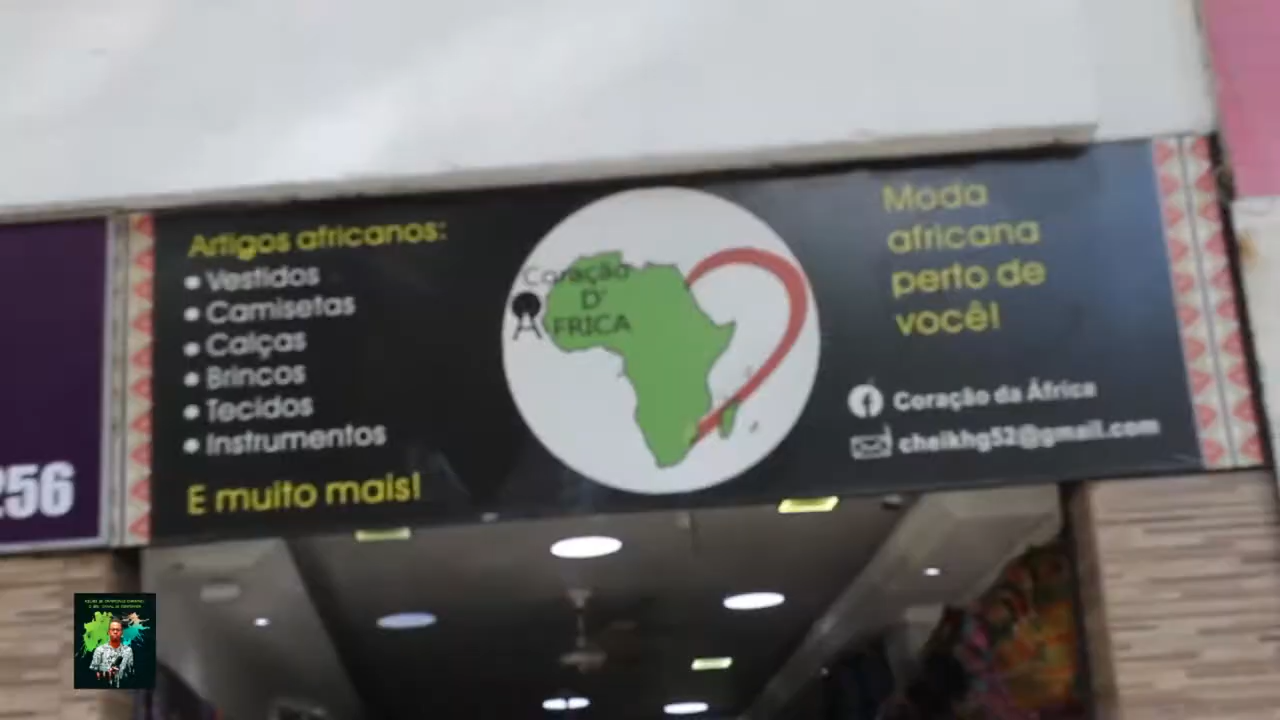 Artigos africanos:
• Vestidos
• Camisetas
• Calças
• Brincos
• Tecidos
• Instrumentos
E muito mais!
Coração
D'
AFRICA
Moda
africana
perto de
você!
Coração da África
cheikhg52@gmail.com
256